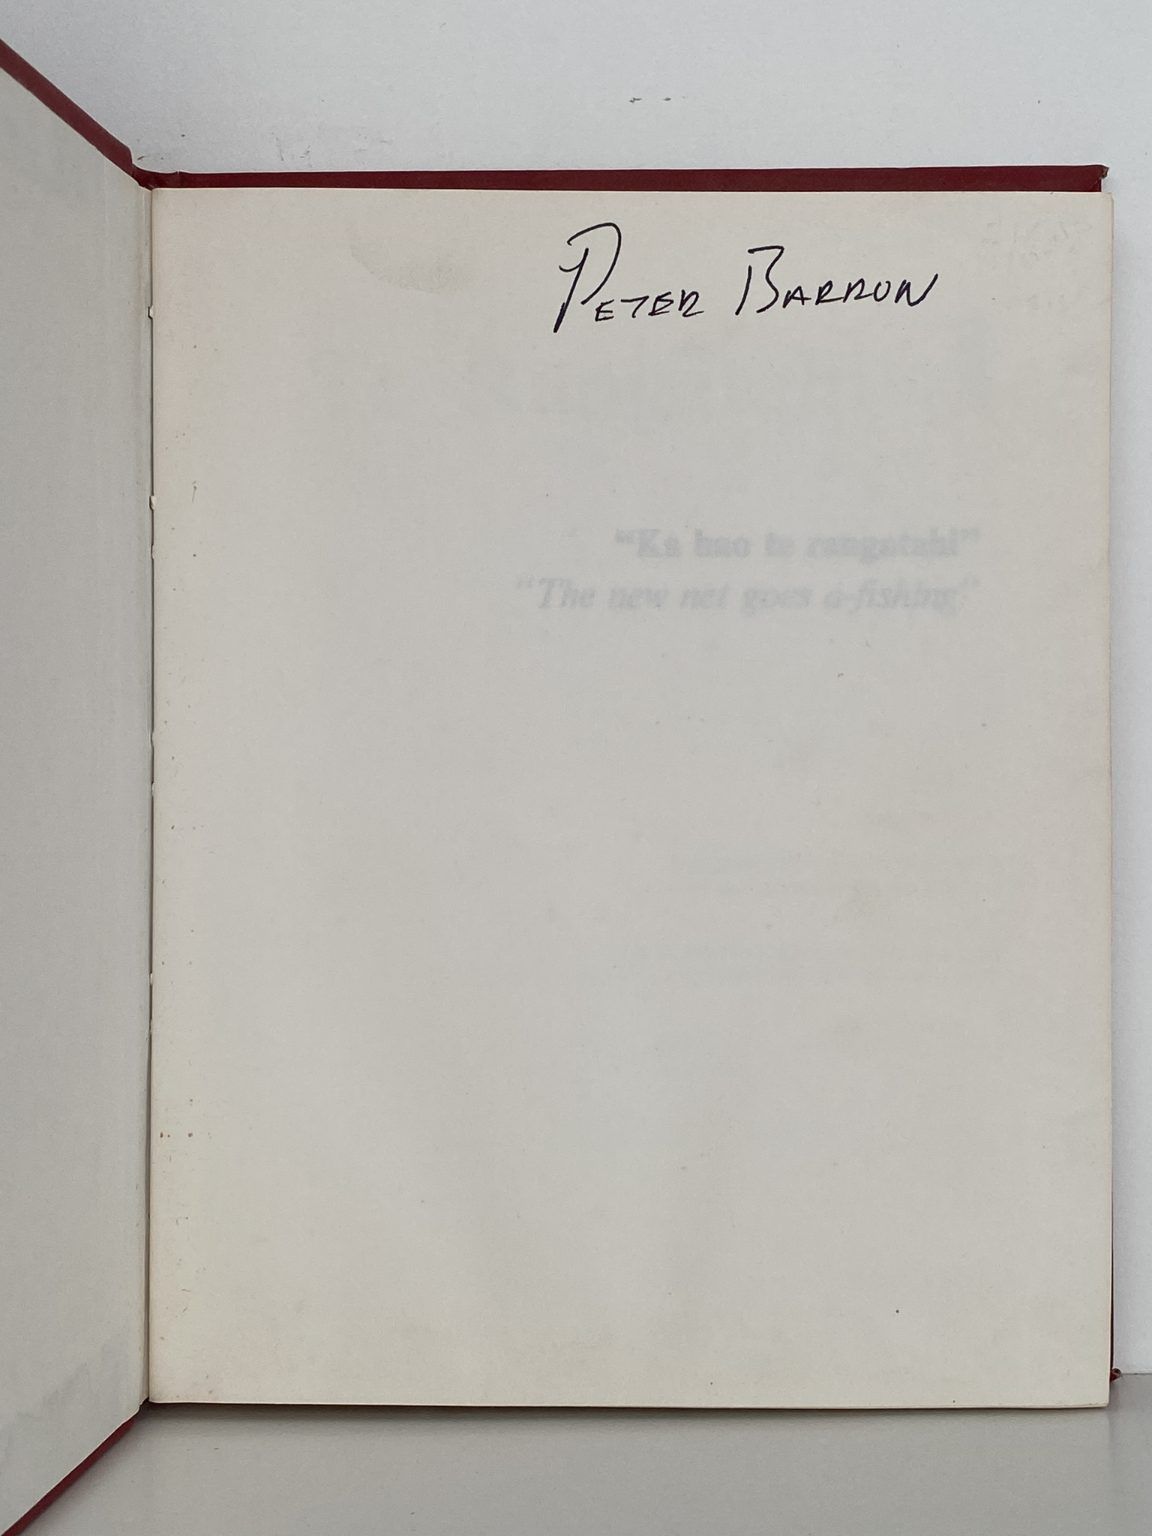 PETER BARRON
“Ka hao te rangatahi”
“The new net goes a-fishing”